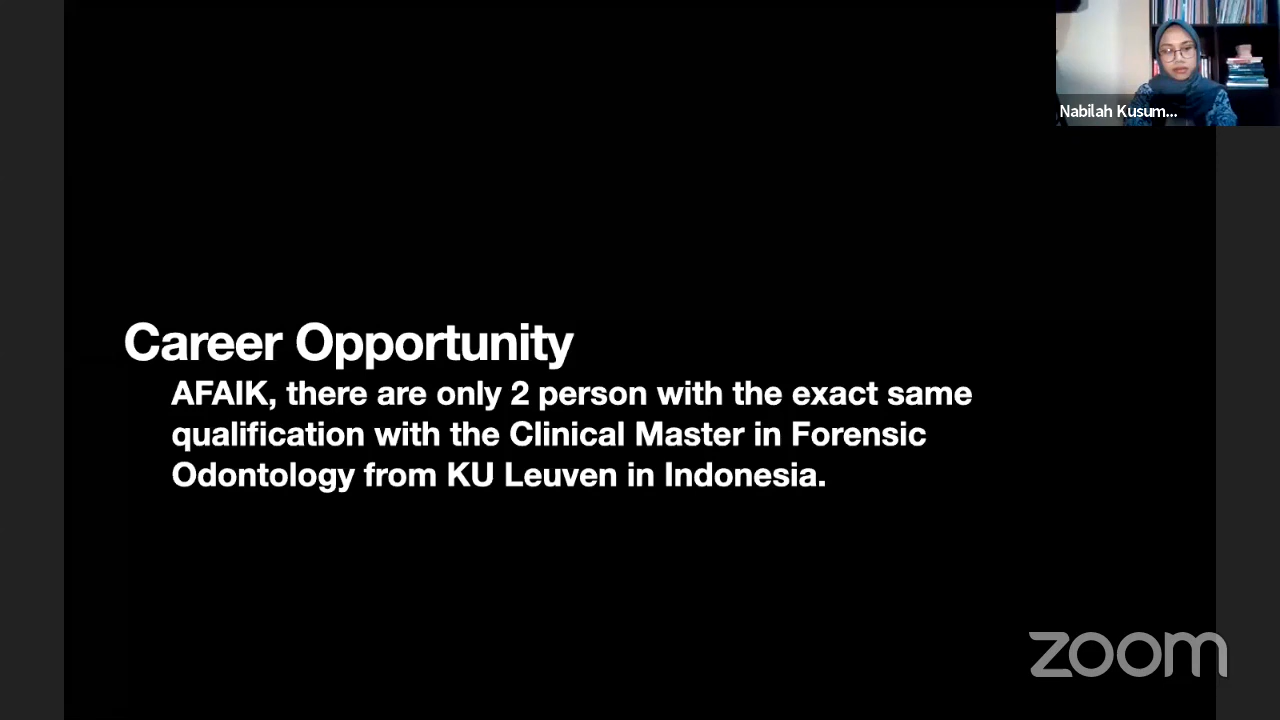 Nabilah Kusum...
Career Opportunity
AFAIK, there are only 2 person with the exact same
qualification with the Clinical Master in Forensic
Odontology from KU Leuven in Indonesia.
zoom